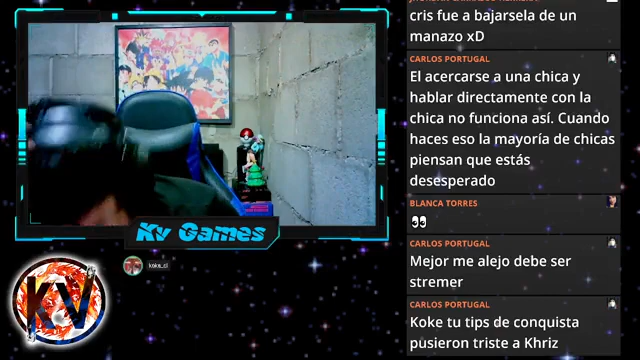 cris fue a bajarsela de un
manazo xD
CARLOS PORTUGAL
El acercarse a una chica y
hablar directamente con la
chica no funciona así. Cuando
haces eso la mayoría de chicas
piensan que estás
desesperado
BLANCA TORRES
👀
CARLOS PORTUGAL
Mejor me alejo debe ser
stremer
CARLOS PORTUGAL
Koke tu tips de conquista
pusieron triste a Khriz
Kv Games
koke_cl
KV